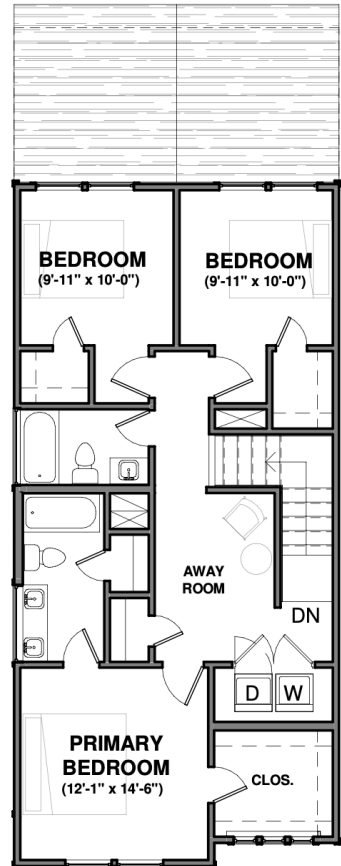 BEDROOM
(9'-11" x 10'-0")
BEDROOM
(9'-11" x 10'-0")
AWAY
ROOM
DN
D
W
PRIMARY
BEDROOM
(12'-1" x 14'-6")
CLOS.